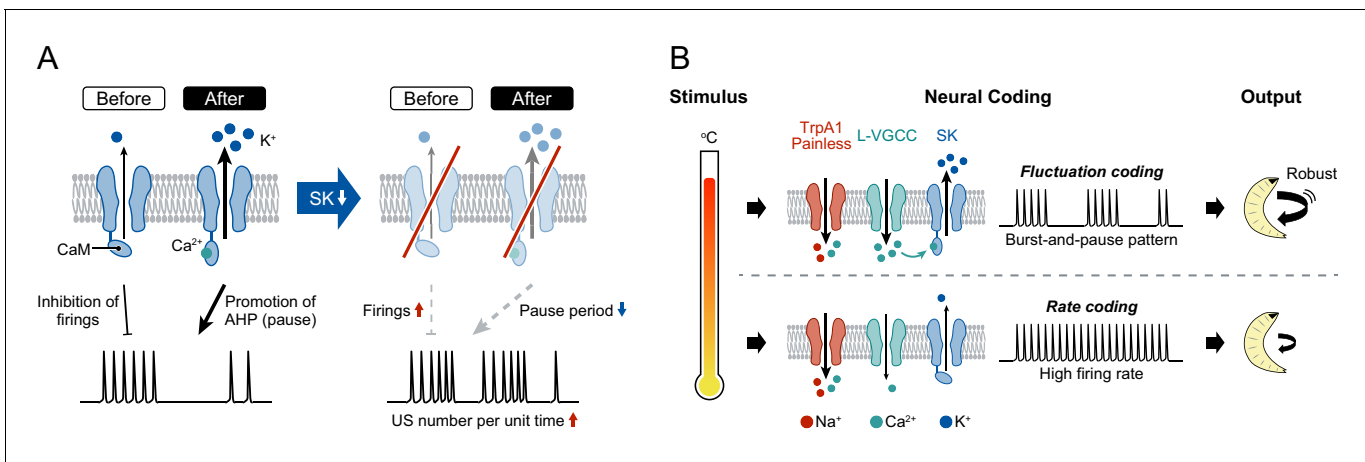 A
Before
After
K+
CaM
Ca2+
Inhibition of
firings
Promotion of
AHP (pause)
SK
Before
After
Firings
Pause period
US number per unit time
B
Stimulus
Neural Coding
Output
oC
TrpA1
Painless
L-VGCC
SK
Fluctuation coding
Burst-and-pause pattern
Robust
Rate coding
High firing rate
Na+
Ca2+
K+